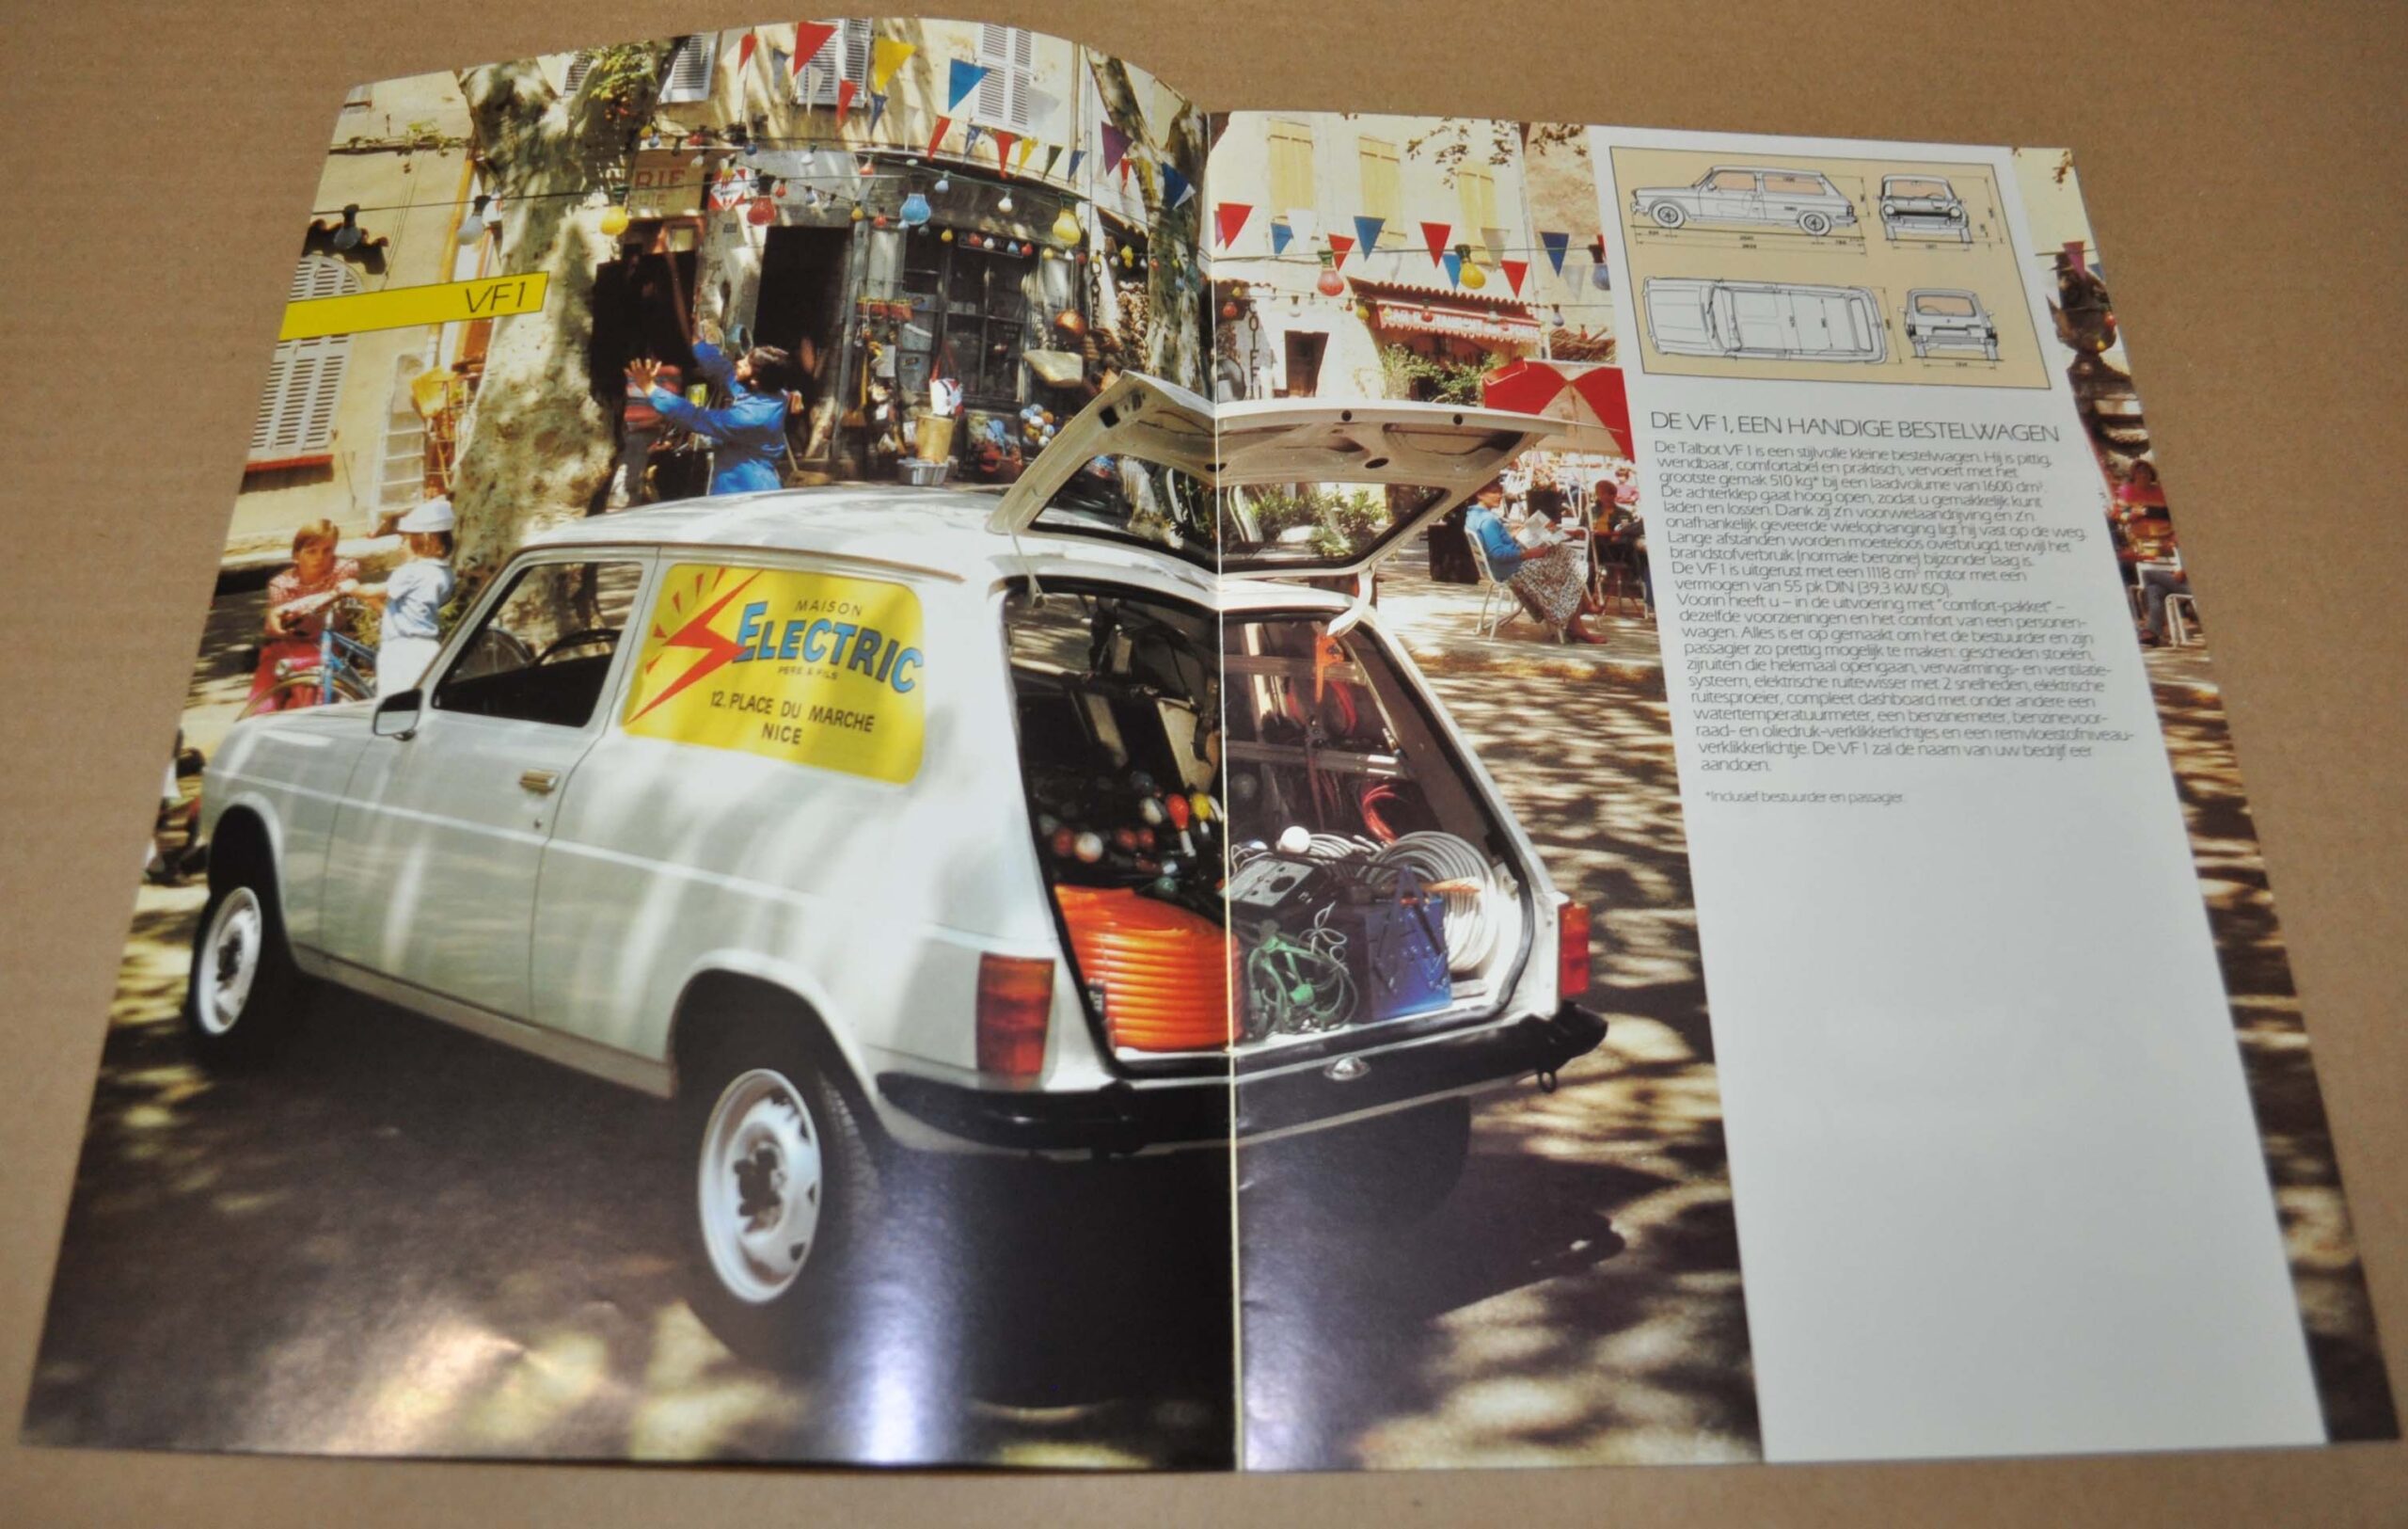 VF1
RIE
MAISON
SELECTRIC
PERE & FILS
12. PLACE DU MARCHE
NICE
DE VF 1, EEN HANDIGE BESTELWAGEN
De Talbot VF 1 is een stijlvolle kleine bestelwagen. Hij is pittig,
wendbaar, comfortabel en praktisch, vervoert met het
grootste gemak 510 kg* bij een laadvolume van 1600 dm³.
De achterklep gaat hoog open, zodat u gemakkelijk kunt
laden en lossen. Dank zij z'n voorwielaandrijving en z'n
onafhankelijk geveerde wielophanging ligt hij vast op de weg.
Lange afstanden worden moeiteloos overbrugd, terwijl het
brandstofverbruik (normale benzine) bijzonder laag is.
De VF 1 is uitgerust met een 1118 cm³ motor met een
vermogen van 55 pk DIN (39,3 kW ISO).
Voorin heeft u – in de uitvoering met "comfort-pakket" –
dezelfde voorzieningen en het comfort van een personen-
wagen. Alles is er op gemaakt om het de bestuurder en zijn
passagier zo prettig mogelijk te maken: gescheiden stoelen,
zijruiten die helemaal opengaan, verwarmings- en ventilatie-
systeem, elektrische ruitewisser met 2 snelheden, elektrische
ruitesproeier, compleet dashboard met onder andere een
watertemperatuurmeter, een benzinemeter, benzinevoor-
raad- en oliedruk-verklikkerlichtjes en een remvloeistofniveau-
verklikkerlichtje. De VF 1 zal de naam van uw bedrijf eer
aandoen.
*Inclusief bestuurder en passagier.